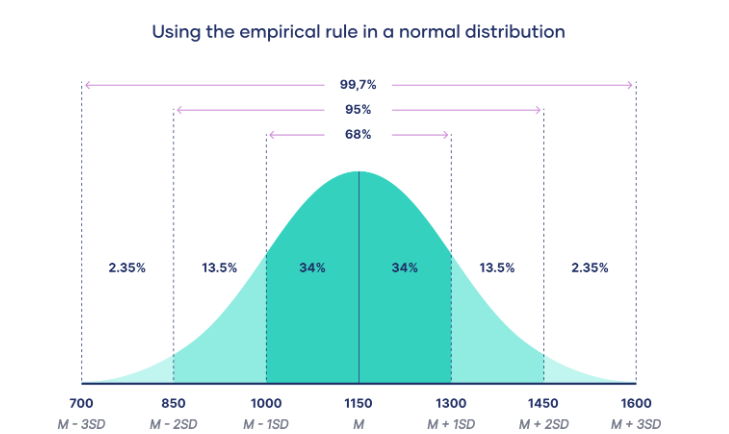 Using the empirical rule in a normal distribution
99,7%
95%
68%
2.35% 13.5% 34% 34% 13.5% 2.35%
700 850 1000 1150 1300 1450 1600
M - 3SD M - 2SD M - 1SD M M + 1SD M + 2SD M + 3SD